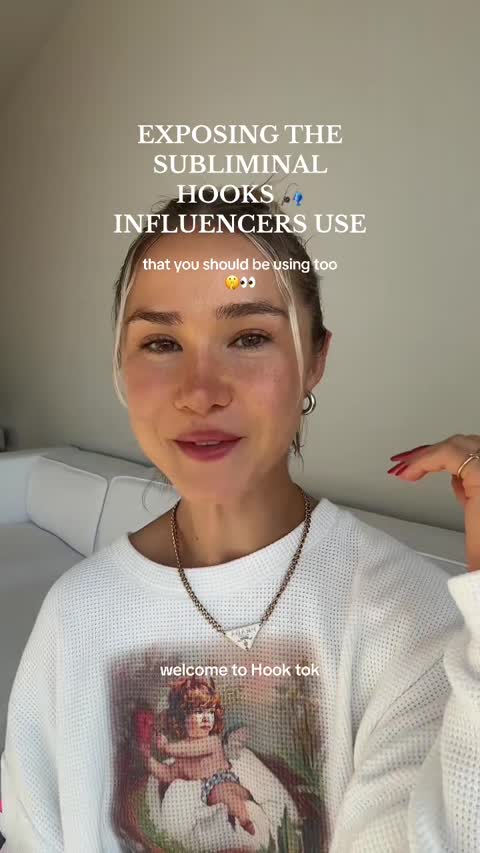 EXPOSING THE
SUBLIMINAL
HOOKS 🎣
INFLUENCERS USE
that you should be using too
🤫👀
welcome to Hook tok